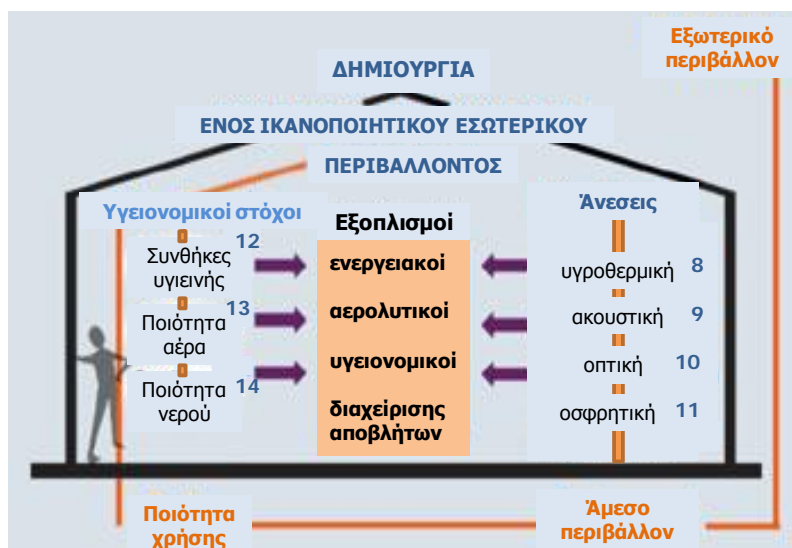 Εξωτερικό
περιβάλλον
ΔΗΜΙΟΥΡΓΙΑ
ΕΝΟΣ ΙΚΑΝΟΠΟΙΗΤΙΚΟΥ ΕΣΩΤΕΡΙΚΟΥ
ΠΕΡΙΒΑΛΛΟΝΤΟΣ
Υγειονομικοί στόχοι
Συνθήκες 12
υγιεινής
Ποιότητα 13
αέρα
Ποιότητα 14
νερού
Εξοπλισμοί
ενεργειακοί
αερολυτικοί
υγειονομικοί
διαχείρισης
αποβλήτων
Άνεσεις
υγροθερμική 8
ακουστική 9
οπτική 10
οσφρητική 11
Ποιότητα
χρήσης
Άμεσο
περιβάλλον